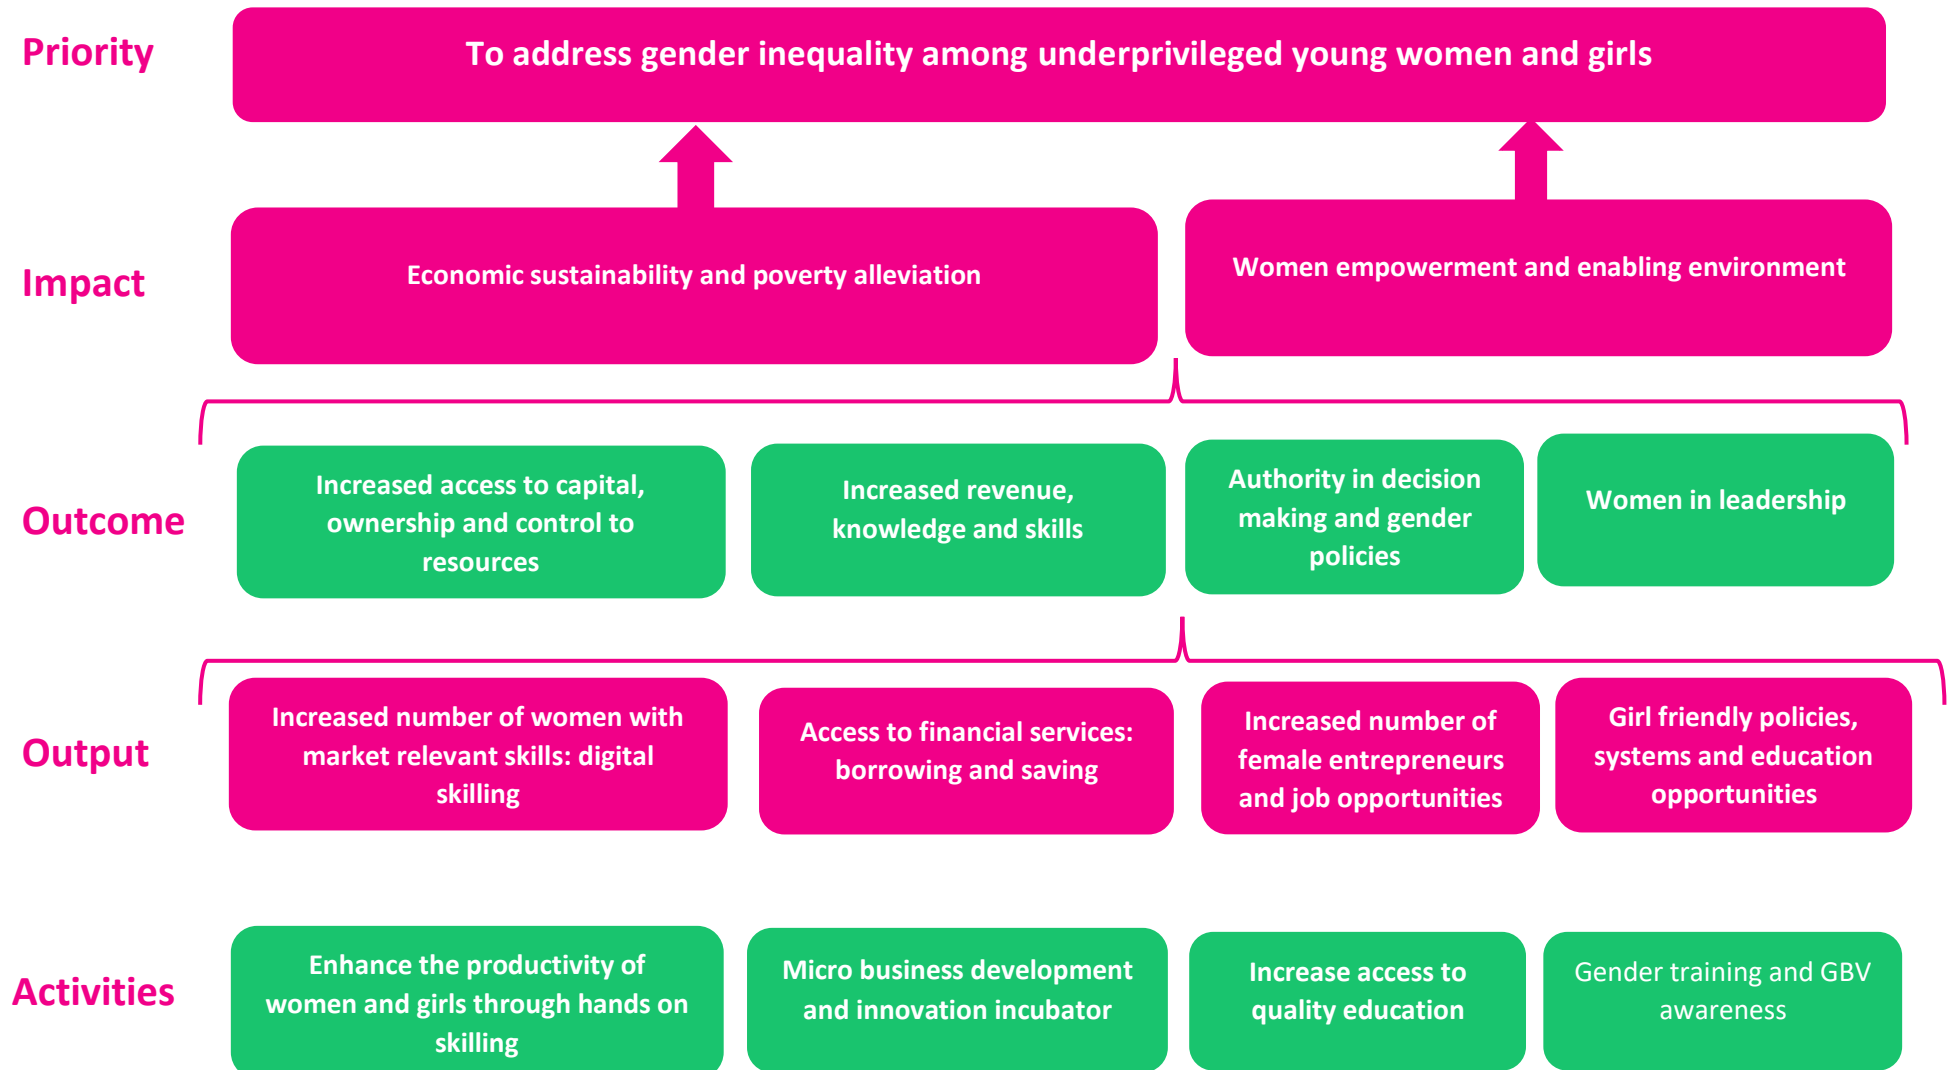 Priority
To address gender inequality among underprivileged young women and girls
Impact
Economic sustainability and poverty alleviation
Women empowerment and enabling environment
Outcome
Increased access to capital,
ownership and control to
resources
Increased revenue,
knowledge and skills
Authority in decision
making and gender
policies
Women in leadership
Output
Increased number of women with
market relevant skills: digital
skilling
Access to financial services:
borrowing and saving
Increased number of
female entrepreneurs
and job opportunities
Girl friendly policies,
systems and education
opportunities
Activities
Enhance the productivity of
women and girls through hands on
skilling
Micro business development
and innovation incubator
Increase access to
quality education
Gender training and GBV
awareness